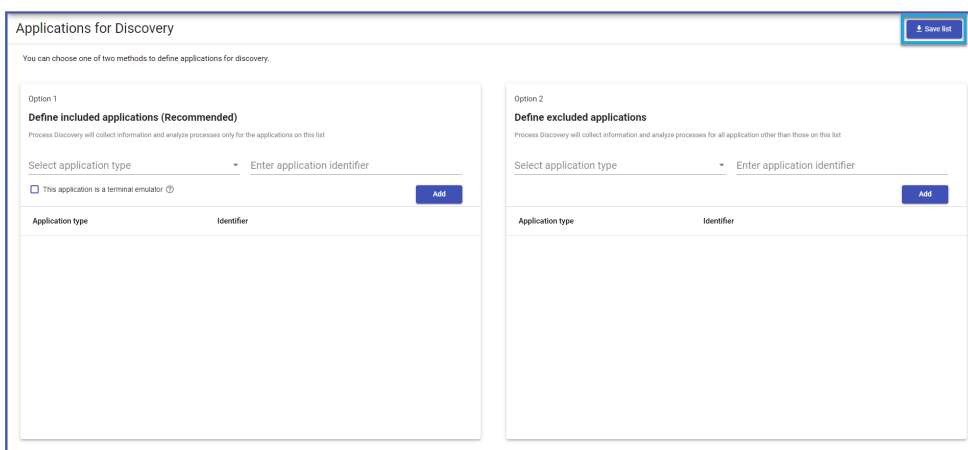 Applications for Discovery
Save list
You can choose one of two methods to define applications for discovery.
Option 1
Define included applications (Recommended)
Process Discovery will collect information and analyze processes only for the applications on this list
Select application type
Enter application identifier
This application is a terminal emulator
Add
Application type
Identifier
Option 2
Define excluded applications
Process Discovery will collect information and analyze processes for all application other than those on this list
Select application type
Enter application identifier
Add
Application type
Identifier